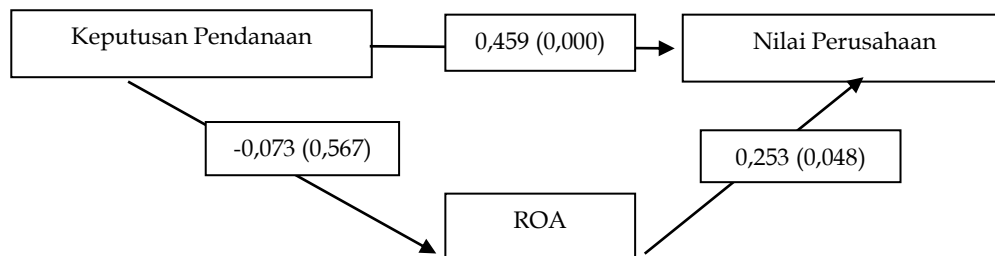 Keputusan Pendanaan
0,459 (0,000)
Nilai Perusahaan
-0,073 (0,567)
0,253 (0,048)
ROA